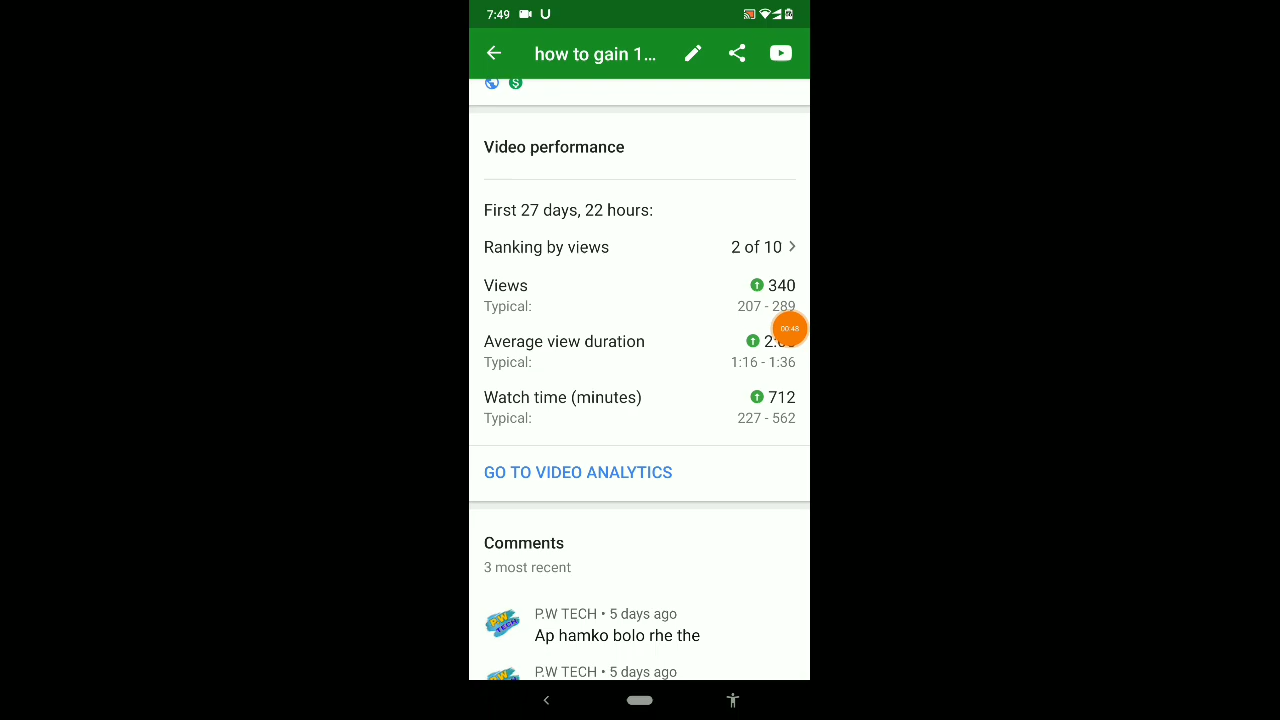 7:49
how to gain 1...
Video performance
First 27 days, 22 hours:
Ranking by views 2 of 10
Views 340
Typical: 207 - 289
Average view duration
00:48
Typical: 1:16 - 1:36
Watch time (minutes) 712
Typical: 227 - 562
GO TO VIDEO ANALYTICS
Comments
3 most recent
P.W TECH • 5 days ago
P.W TECH
Ap hamko bolo rhe the
P.W TECH • 5 days ago